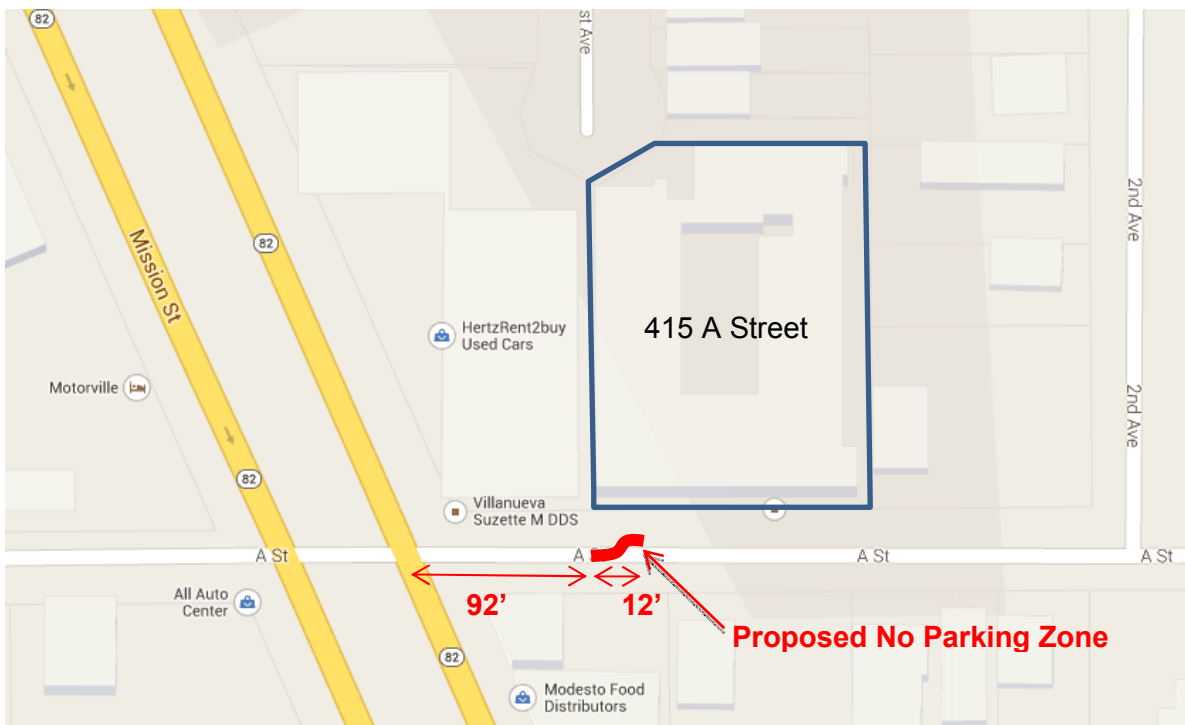 82
st Ave
2nd Ave
82
Mission St
HertzRent2buy
Used Cars
415 A Street
Motorville
2nd Ave
82
Villanueva
Suzette M DDS
A St
A S
A St
A St
All Auto
Center
92’
12’
Proposed No Parking Zone
82
Modesto Food
Distributors